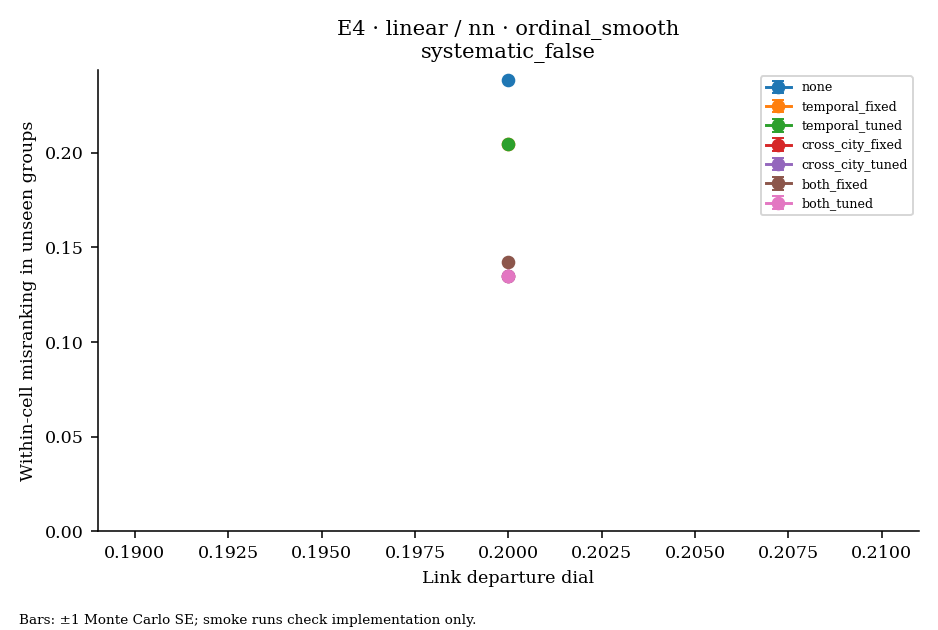 E4 · linear / nn · ordinal_smooth
systematic_false
Within-cell misranking in unseen groups
0.20
0.15
0.10
0.05
0.00
none
temporal_fixed
temporal_tuned
cross_city_fixed
cross_city_tuned
both_fixed
both_tuned
0.1900 0.1925 0.1950 0.1975 0.2000 0.2025 0.2050 0.2075 0.2100
Link departure dial
Bars: ±1 Monte Carlo SE; smoke runs check implementation only.